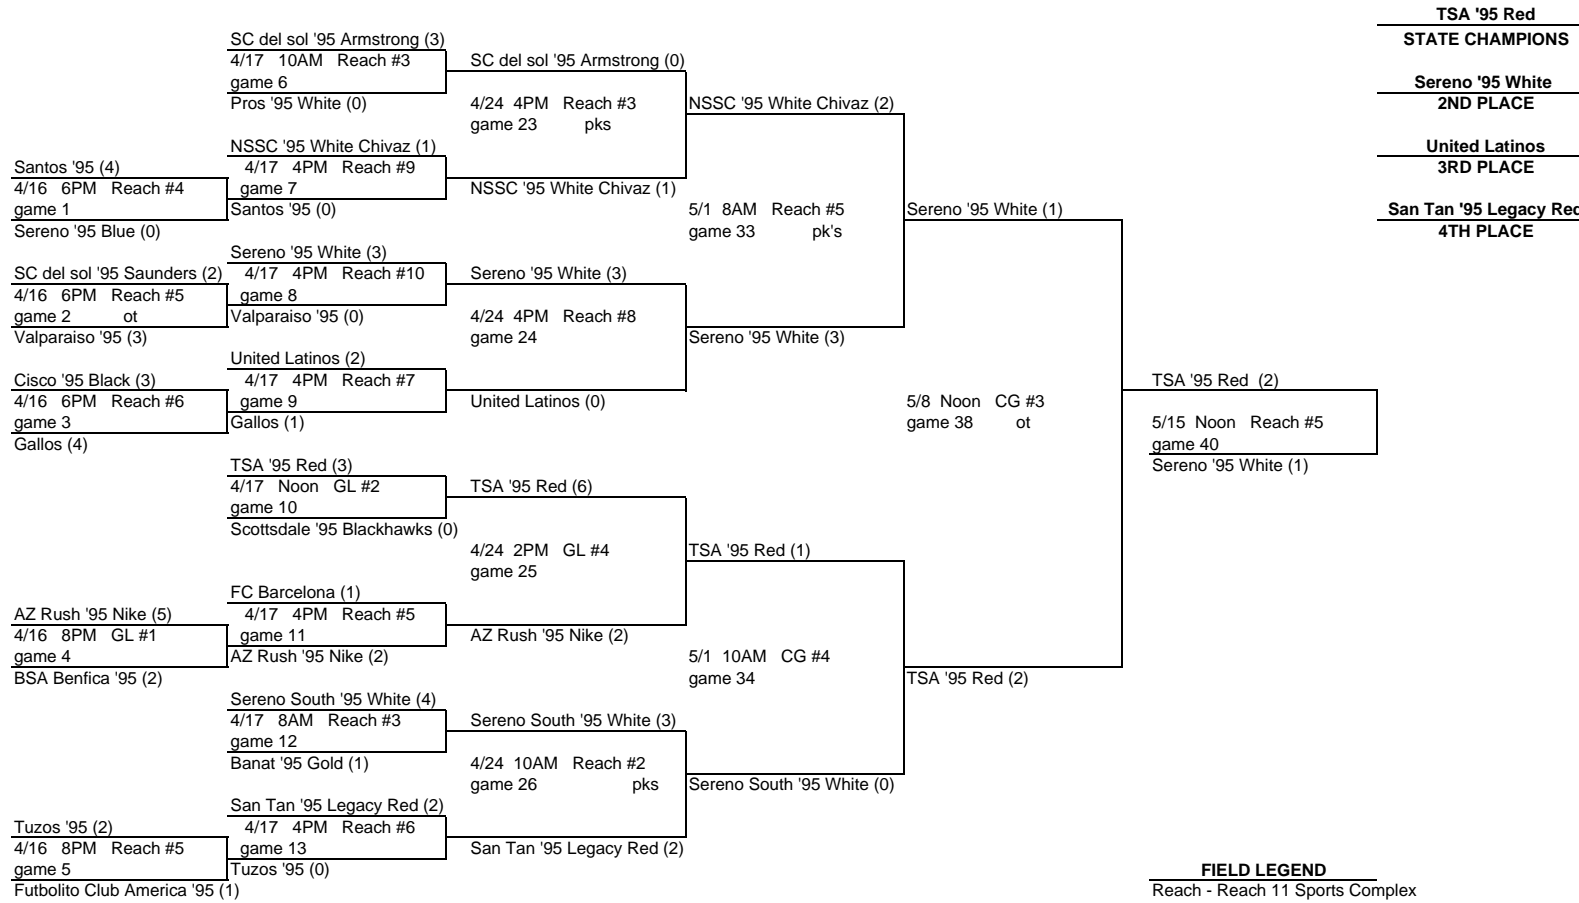 TSA '95 Red
STATE CHAMPIONS
Sereno '95 White
2ND PLACE
United Latinos
3RD PLACE
San Tan '95 Legacy Red
4TH PLACE
Santos '95 (4)
4/16 6PM Reach #4
game 1
Sereno '95 Blue (0)
SC del sol '95 Saunders (2)
4/16 6PM Reach #5
game 2 ot
Valparaiso '95 (3)
Cisco '95 Black (3)
4/16 6PM Reach #6
game 3
Gallos (4)
AZ Rush '95 Nike (5)
4/16 8PM GL #1
game 4
BSA Benfica '95 (2)
Tuzos '95 (2)
4/16 8PM Reach #5
game 5
Futbolito Club America '95 (1)
SC del sol '95 Armstrong (3)
4/17 10AM Reach #3
game 6
Pros '95 White (0)
NSSC '95 White Chivaz (1)
4/17 4PM Reach #9
game 7
Santos '95 (0)
Sereno '95 White (3)
4/17 4PM Reach #10
game 8
Valparaiso '95 (0)
United Latinos (2)
4/17 4PM Reach #7
game 9
Gallos (1)
TSA '95 Red (3)
4/17 Noon GL #2
game 10
Scottsdale '95 Blackhawks (0)
FC Barcelona (1)
4/17 4PM Reach #5
game 11
AZ Rush '95 Nike (2)
Sereno South '95 White (4)
4/17 8AM Reach #3
game 12
Banat '95 Gold (1)
San Tan '95 Legacy Red (2)
4/17 4PM Reach #6
game 13
Tuzos '95 (0)
SC del sol '95 Armstrong (0)
4/24 4PM Reach #3
game 23 pks
NSSC '95 White Chivaz (1)
Sereno '95 White (3)
4/24 4PM Reach #8
game 24
United Latinos (0)
TSA '95 Red (6)
4/24 2PM GL #4
game 25
AZ Rush '95 Nike (2)
Sereno South '95 White (3)
4/24 10AM Reach #2
game 26 pks
San Tan '95 Legacy Red (2)
NSSC '95 White Chivaz (2)
5/1 8AM Reach #5
game 33 pk's
Sereno '95 White (3)
TSA '95 Red (1)
5/1 10AM CG #4
game 34
Sereno South '95 White (0)
Sereno '95 White (1)
5/8 Noon CG #3
game 38 ot
TSA '95 Red (2)
TSA '95 Red (2)
5/15 Noon Reach #5
game 40
Sereno '95 White (1)
FIELD LEGEND
Reach - Reach 11 Sports Complex